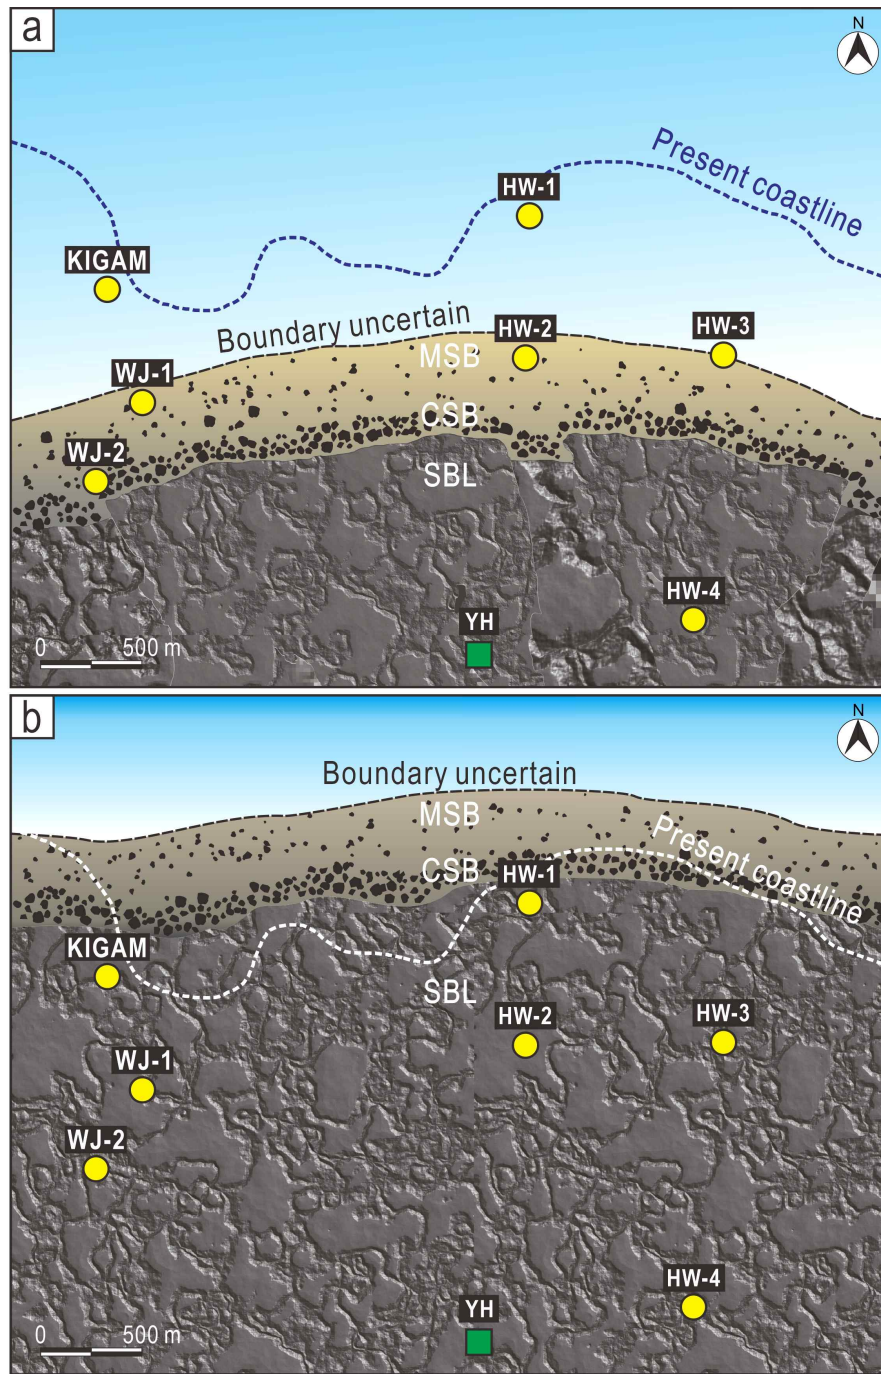 a
N
Present coastline
HW-1
KIGAM
Boundary uncertain
HW-2
HW-3
MSB
WJ-1
CSB
WJ-2
SBL
HW-4
YH
0 500 m
b
N
Boundary uncertain
MSB
Present coastline
CSB
HW-1
KIGAM
SBL
HW-2
HW-3
WJ-1
WJ-2
HW-4
YH
0 500 m